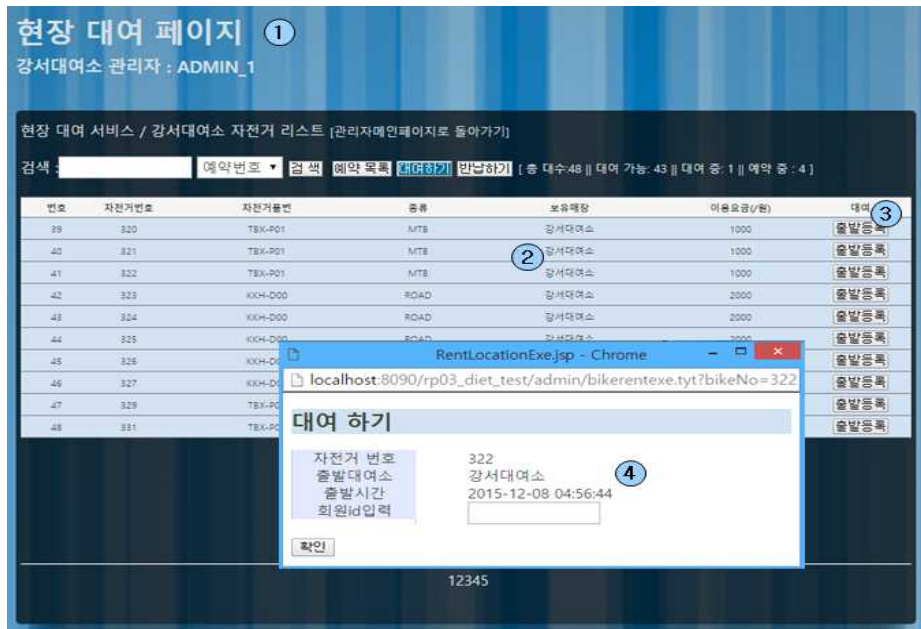 현장 대여 페이지 ①
강서대여소 관리자 : ADMIN_1
현장 대여 서비스 / 강서대여소 자전거 리스트 [관리자메인페이지로 돌아가기]
검색 : 예약번호 ▼ 검 색 예약 목록 대여하기 반납하기 [ 총 대수:48 || 대여 가능: 43 || 대여 중: 1 || 예약 중 : 4 ]
번호 자전거번호 자전거품번 종류 보유매장 이용요금(/원) 대여 ③
39 320 TBX-P01 MTB 강서대여소 1000 출발등록
40 321 TBX-P01 MTB ② 강서대여소 1000 출발등록
41 322 TBX-P01 MTB 강서대여소 1000 출발등록
42 323 KKH-D00 ROAD 강서대여소 2000 출발등록
43 324 KKH-D00 ROAD 강서대여소 2000 출발등록
44 325 KKH-D00 ROAD 강서대여소 2000 출발등록
45 326 출발등록
46 327 출발등록
47 329 출발등록
48 331 출발등록
RentLocationExe.jsp - Chrome
localhost:8090/rp03_diet_test/admin/bikerentexe.tyt?bikeNo=322
대여 하기
자전거 번호 322
출발대여소 강서대여소 ④
출발시간 2015-12-08 04:56:44
회원id입력
확인
12345